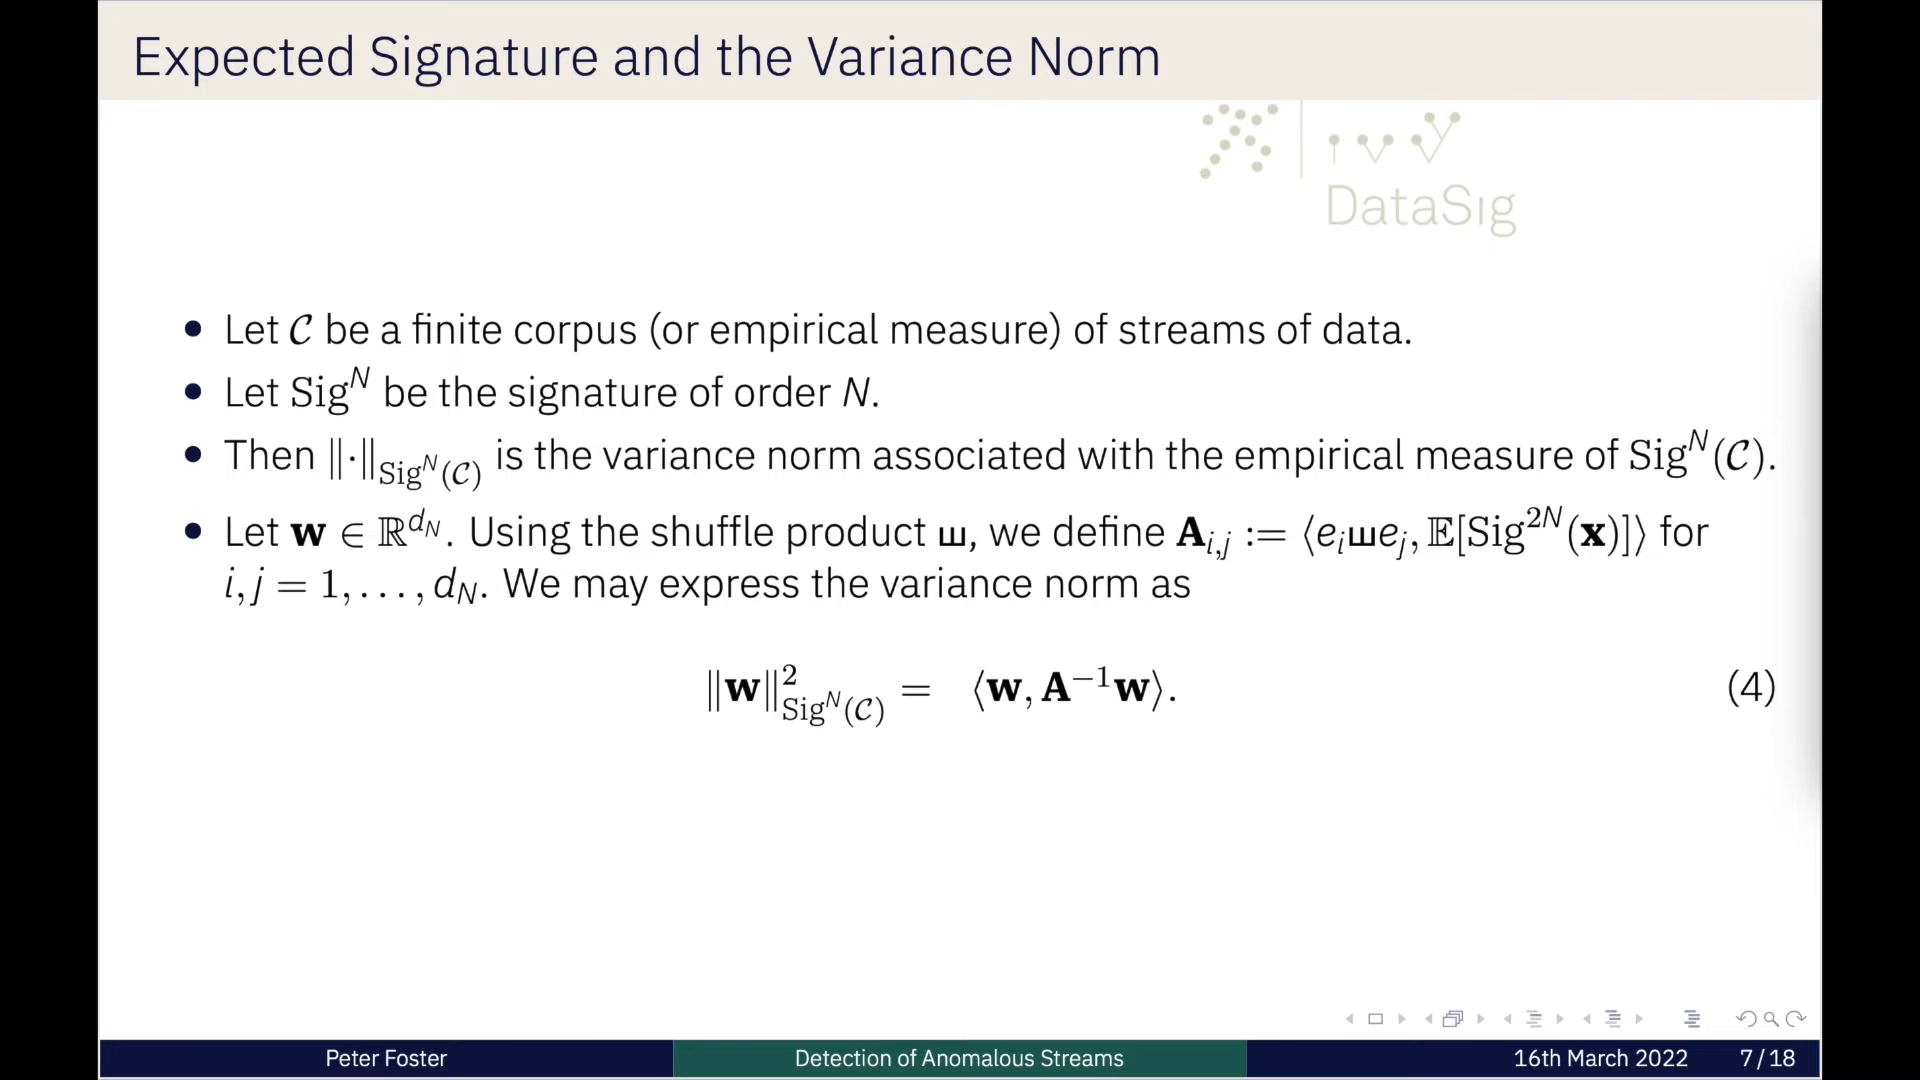 Expected Signature and the Variance Norm
DataSıg
• Let 𝒞 be a finite corpus (or empirical measure) of streams of data.
• Let Sig^N be the signature of order N.
• Then ‖·‖_{Sig^N(𝒞)} is the variance norm associated with the empirical measure of Sig^N(𝒞).
• Let w ∈ ℝ^{d_N}. Using the shuffle product ш, we define A_{i,j} := ⟨e_i ш e_j, 𝔼[Sig^{2N}(x)]⟩ for
i, j = 1, . . . , d_N. We may express the variance norm as
‖w‖²_{Sig^N(𝒞)} = ⟨w, A^{−1}w⟩. (4)
Peter Foster Detection of Anomalous Streams 16th March 2022 7 / 18